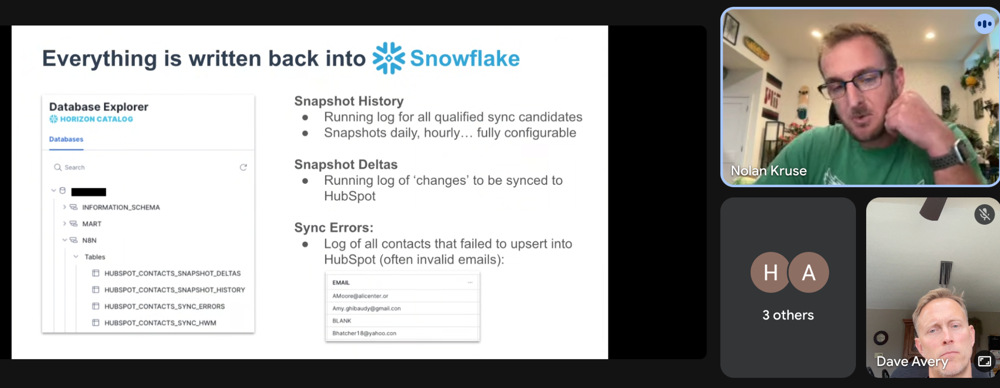 Everything is written back into Snowflake
Database Explorer
HORIZON CATALOG
Databases
Search
INFORMATION_SCHEMA
MART
N8N
Tables
HUBSPOT_CONTACTS_SNAPSHOT_DELTAS
HUBSPOT_CONTACTS_SNAPSHOT_HISTORY
HUBSPOT_CONTACTS_SYNC_ERRORS
HUBSPOT_CONTACTS_SYNC_HWM
Snapshot History
● Running log for all qualified sync candidates
● Snapshots daily, hourly... fully configurable
Snapshot Deltas
● Running log of ‘changes’ to be synced to
HubSpot
Sync Errors:
● Log of all contacts that failed to upsert into
HubSpot (often invalid emails):
EMAIL ...
AMoore@alicenter.or
Amy.ghibaudy@gmail.con
BLANK
Bhatcher18@yahoo.con
Nolan Kruse
H A
3 others
Dave Avery